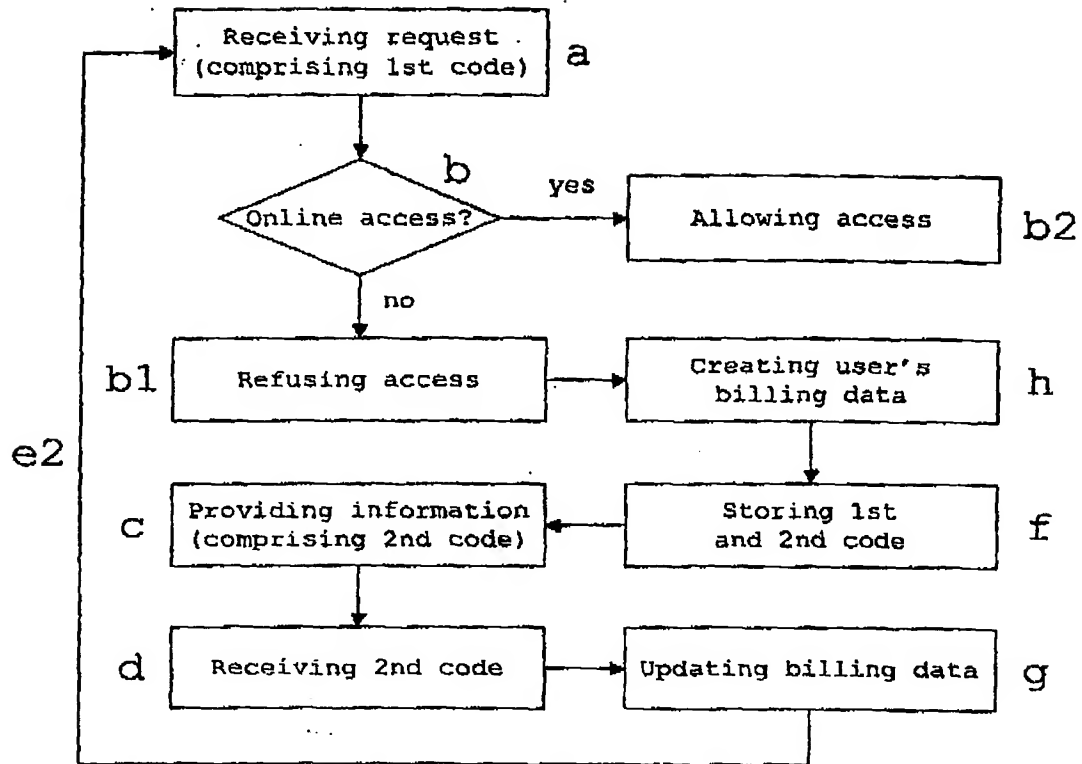 Receiving request
(comprising 1st code)
a
b
Online access?
yes
Allowing access
b2
no
b1
Refusing access
Creating user's
billing data
h
e2
c
Providing information
(comprising 2nd code)
Storing 1st
and 2nd code
f
d
Receiving 2nd code
Updating billing data
g